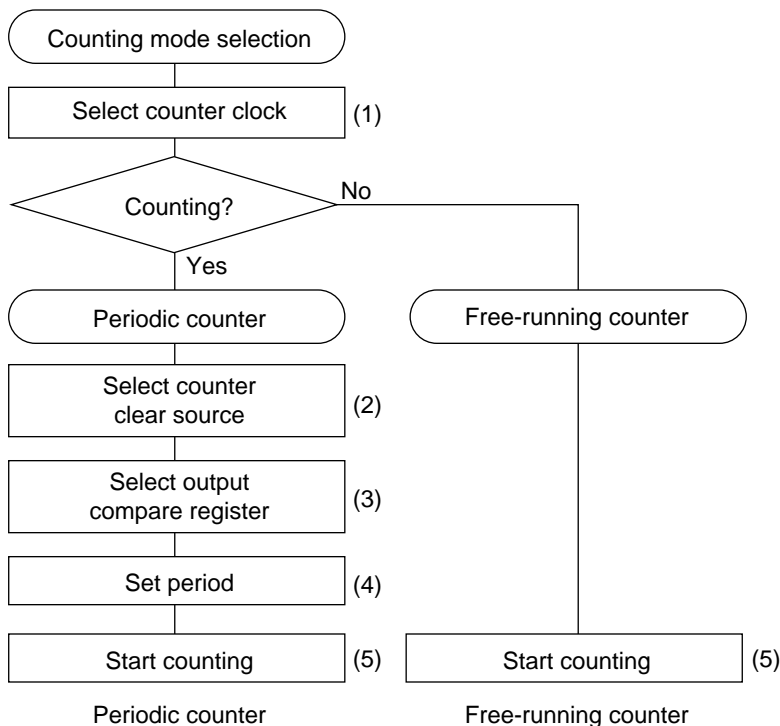 Counting mode selection
Select counter clock
(1)
Counting?
No
Yes
Periodic counter
Free-running counter
Select counter
clear source
(2)
Select output
compare register
(3)
Set period
(4)
Start counting
(5)
Start counting
(5)
Periodic counter
Free-running counter